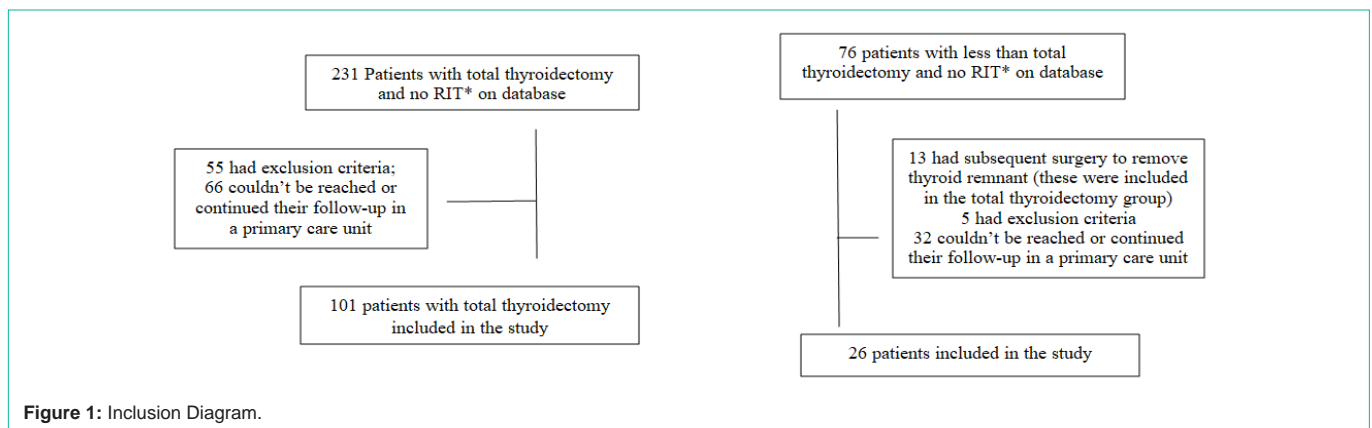 231 Patients with total thyroidectomy
and no RIT* on database
55 had exclusion criteria;
66 couldn’t be reached or
continued their follow-up in
a primary care unit
101 patients with total thyroidectomy
included in the study
76 patients with less than total
thyroidectomy and no RIT* on database
13 had subsequent surgery to remove
thyroid remnant (these were included
in the total thyroidectomy group)
5 had exclusion criteria
32 couldn’t be reached or continued
their follow-up in a primary care unit
26 patients included in the study
Figure 1: Inclusion Diagram.